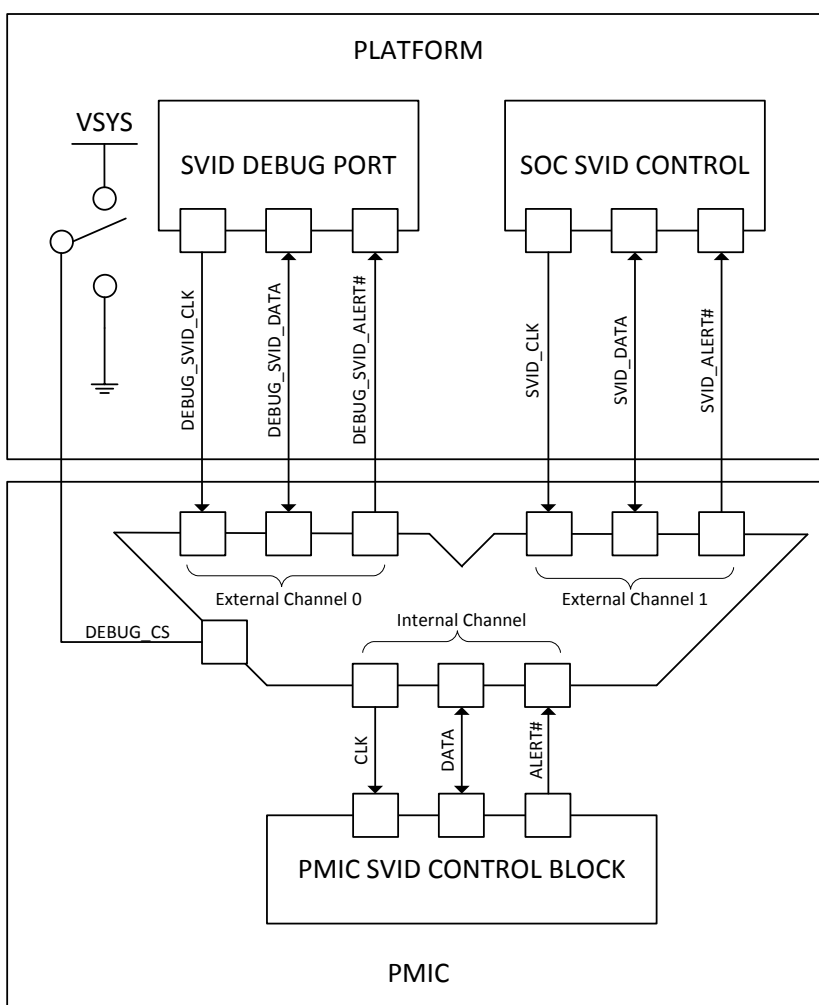 PLATFORM
VSYS
SVID DEBUG PORT
SOC SVID CONTROL
DEBUG_SVID_CLK
DEBUG_SVID_DATA
DEBUG_SVID_ALERT#
SVID_CLK
SVID_DATA
SVID_ALERT#
External Channel 0
External Channel 1
Internal Channel
DEBUG_CS
CLK
DATA
ALERT#
PMIC SVID CONTROL BLOCK
PMIC